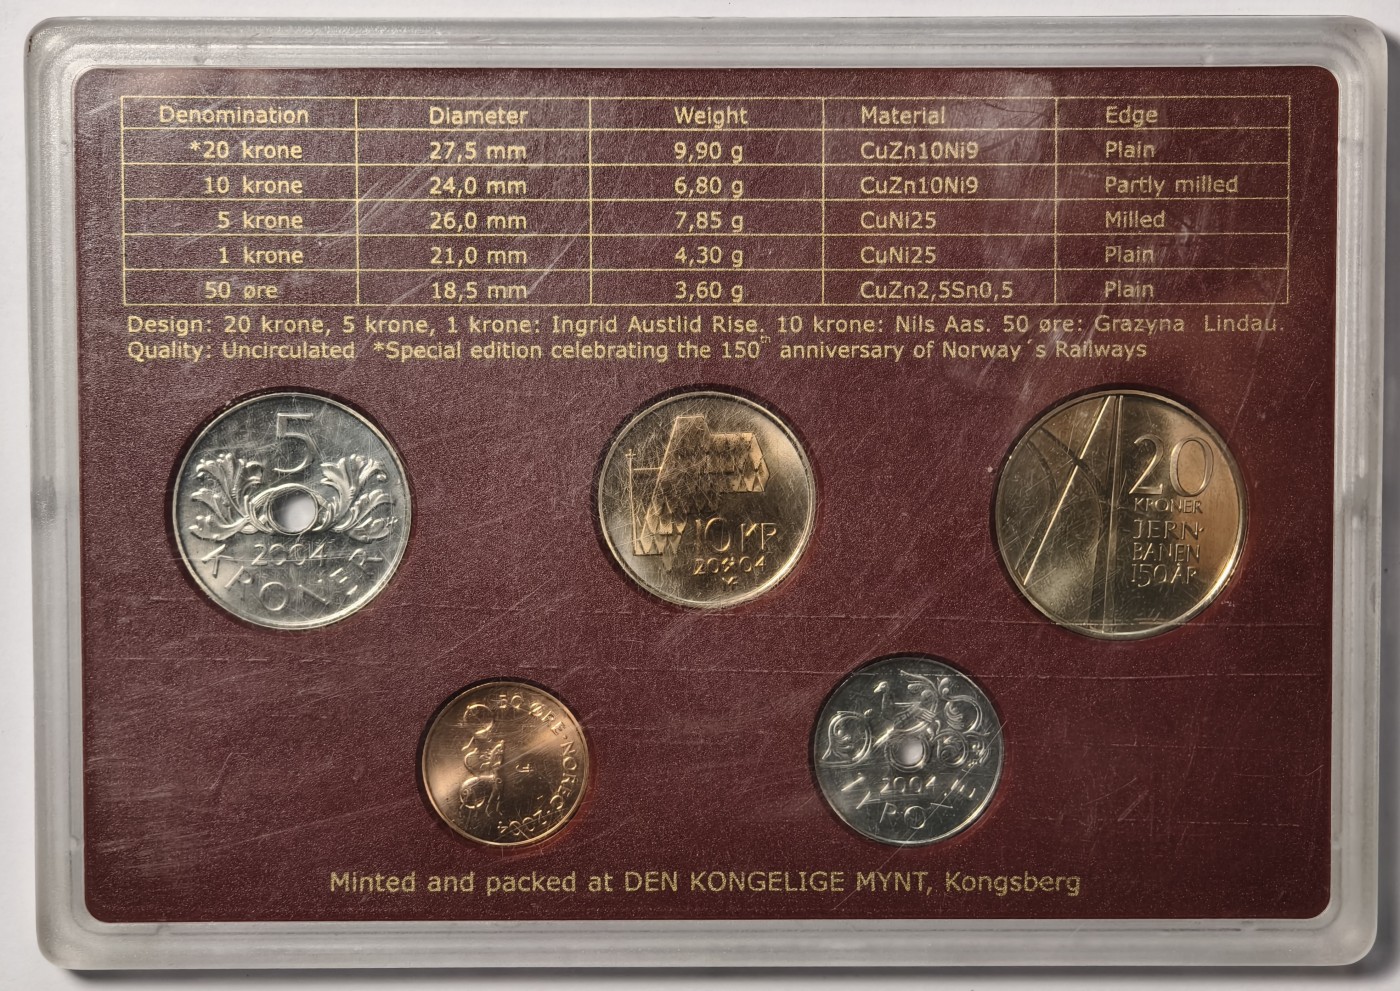 Denomination Diameter Weight Material Edge
*20 krone 27,5 mm 9,90 g CuZn10Ni9 Plain
10 krone 24,0 mm 6,80 g CuZn10Ni9 Partly milled
5 krone 26,0 mm 7,85 g CuNi25 Milled
1 krone 21,0 mm 4,30 g CuNi25 Plain
50 øre 18,5 mm 3,60 g CuZn2,5Sn0,5 Plain
Design: 20 krone, 5 krone, 1 krone: Ingrid Austlid Rise. 10 krone: Nils Aas. 50 øre: Grazyna Lindau.
Quality: Uncirculated *Special edition celebrating the 150th anniversary of Norway´s Railways
5
2004
KRONER
10 KR
20 04
20
KRONER
JERN·
BANEN
150 ÅR
50 ØRE·NOREG·2004
1
2004
KRONE
Minted and packed at DEN KONGELIGE MYNT, Kongsberg